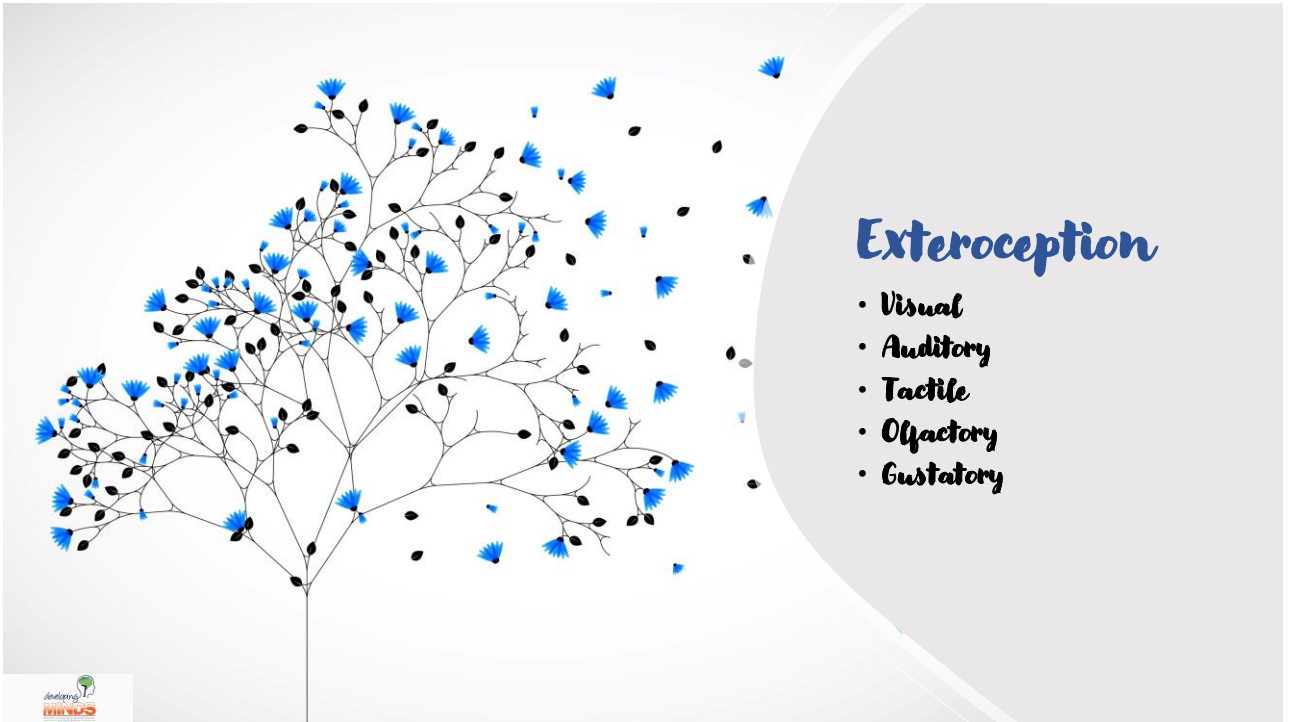 Exteroception
• Visual
• Auditory
• Tactile
• Olfactory
• Gustatory
developing
MINDS